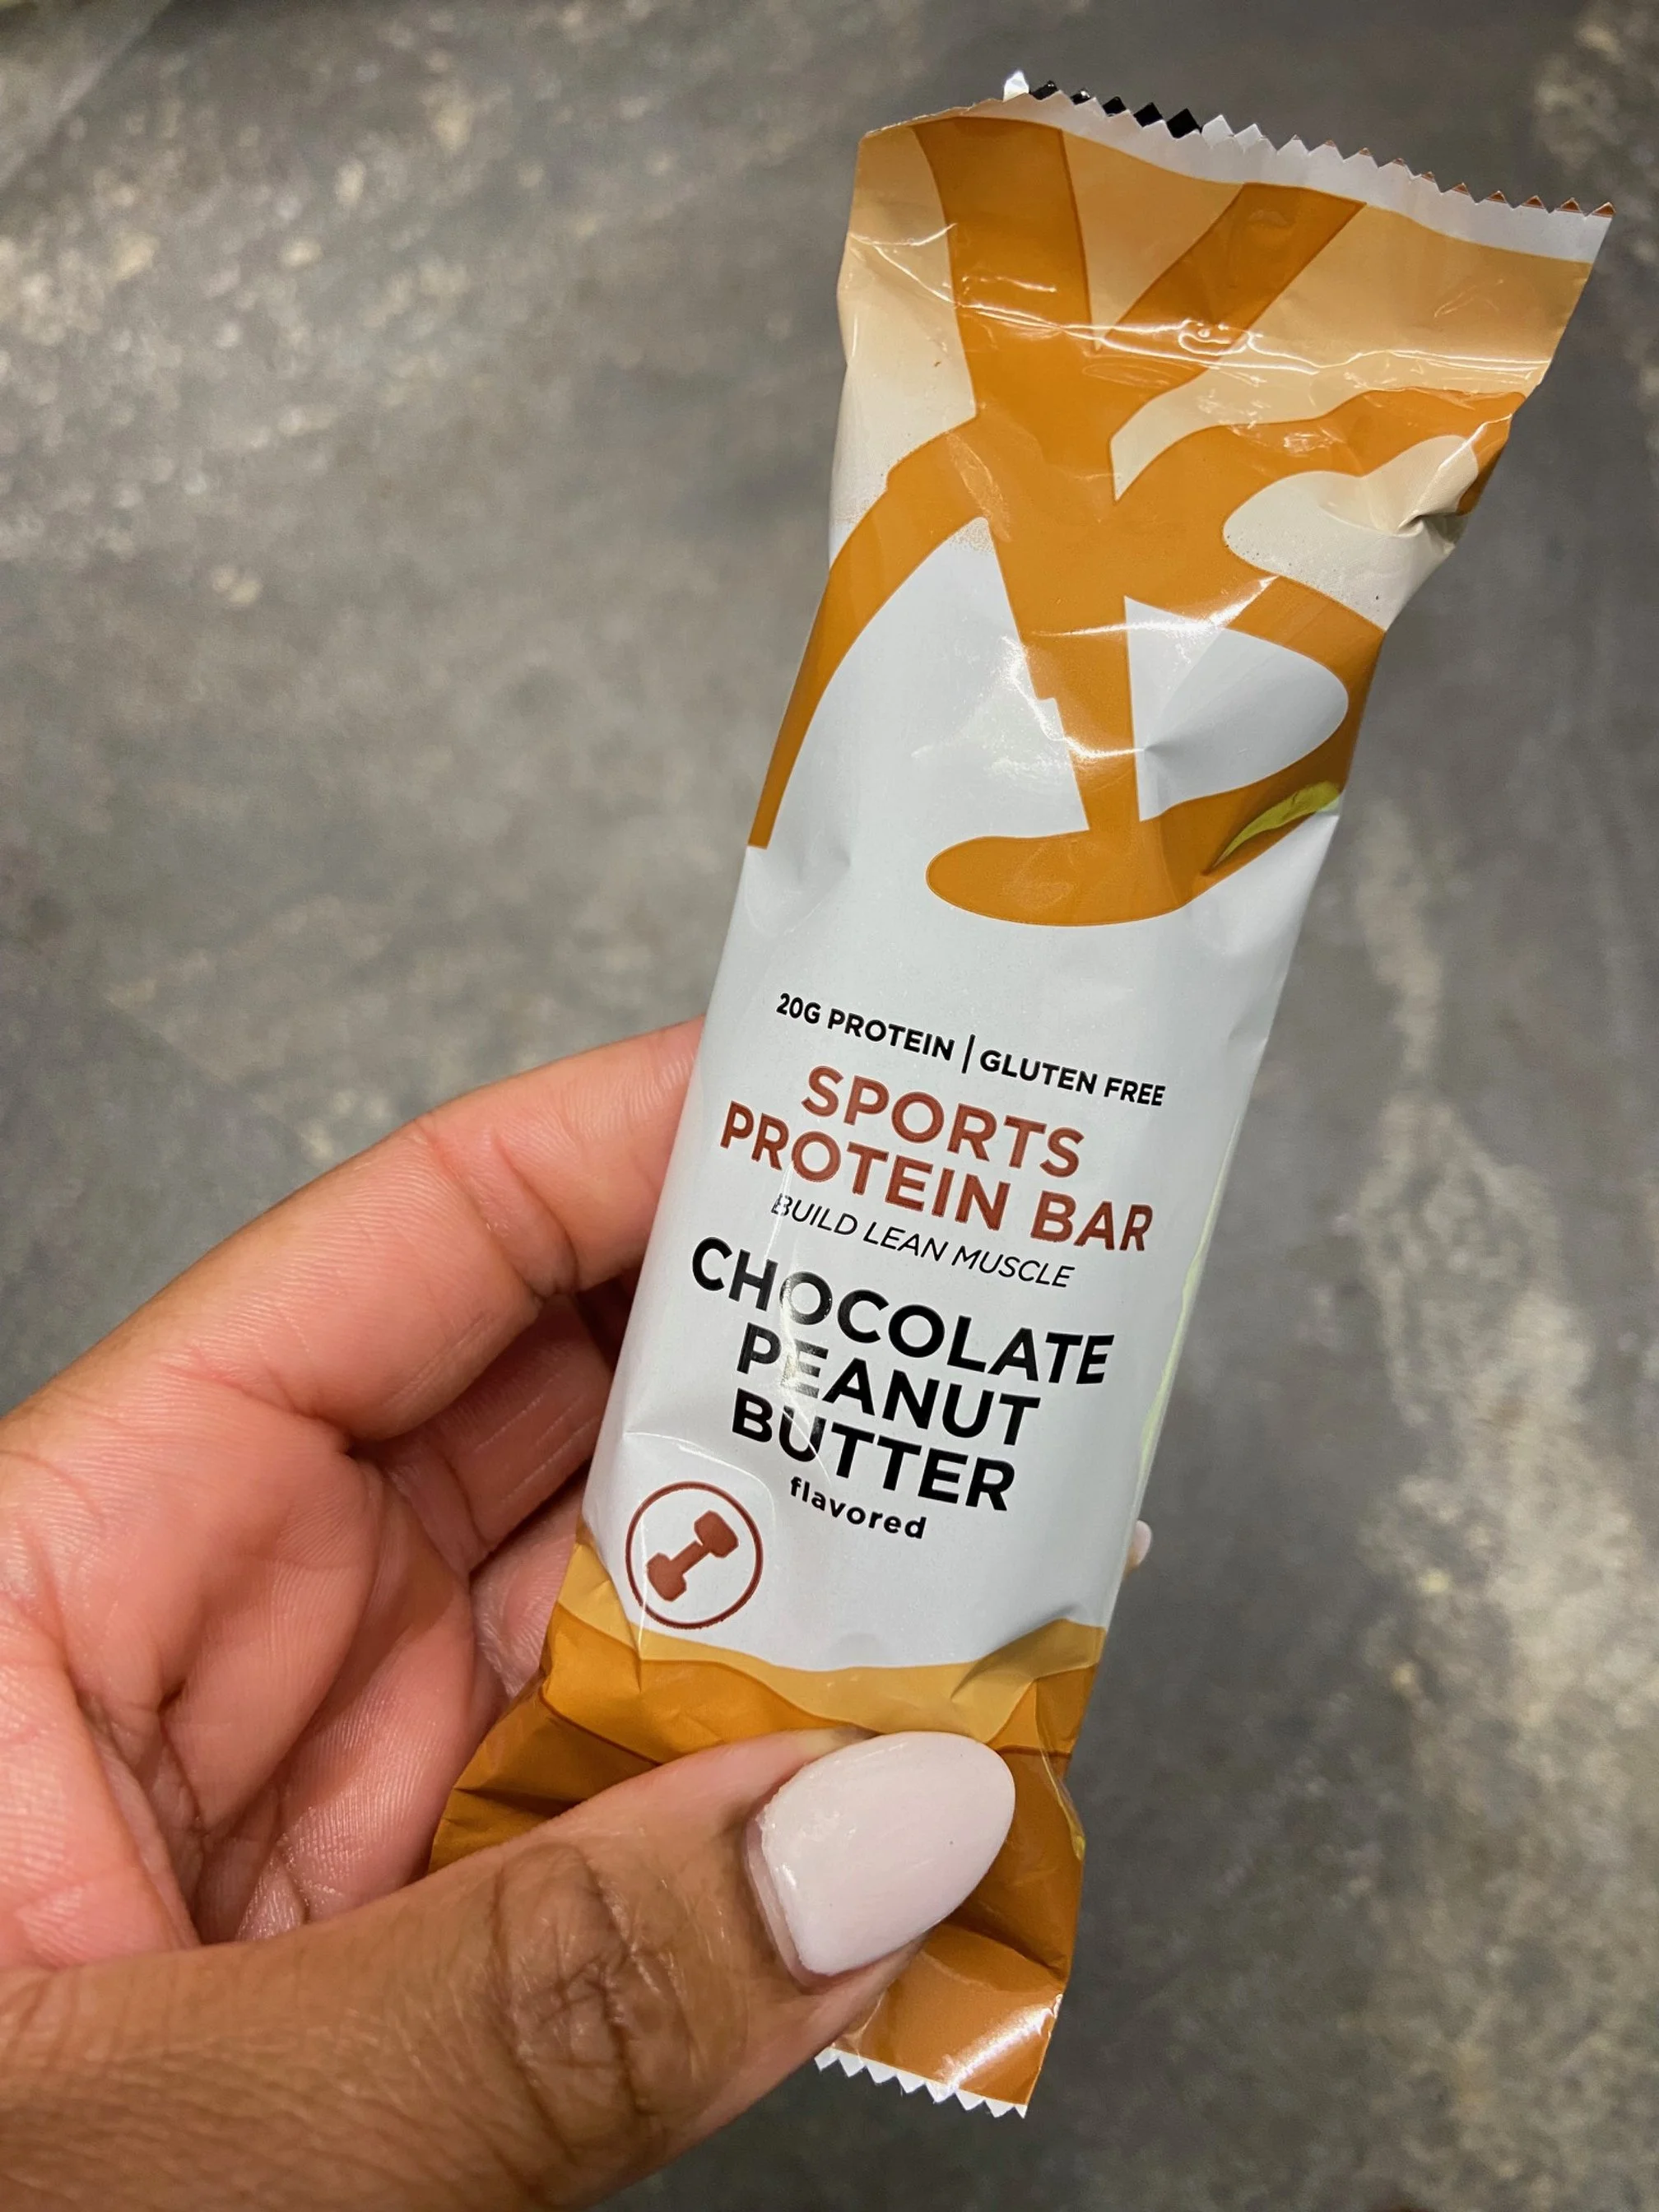 20G PROTEIN | GLUTEN FREE
SPORTS
PROTEIN BAR
BUILD LEAN MUSCLE
CHOCOLATE
PEANUT
BUTTER
flavored